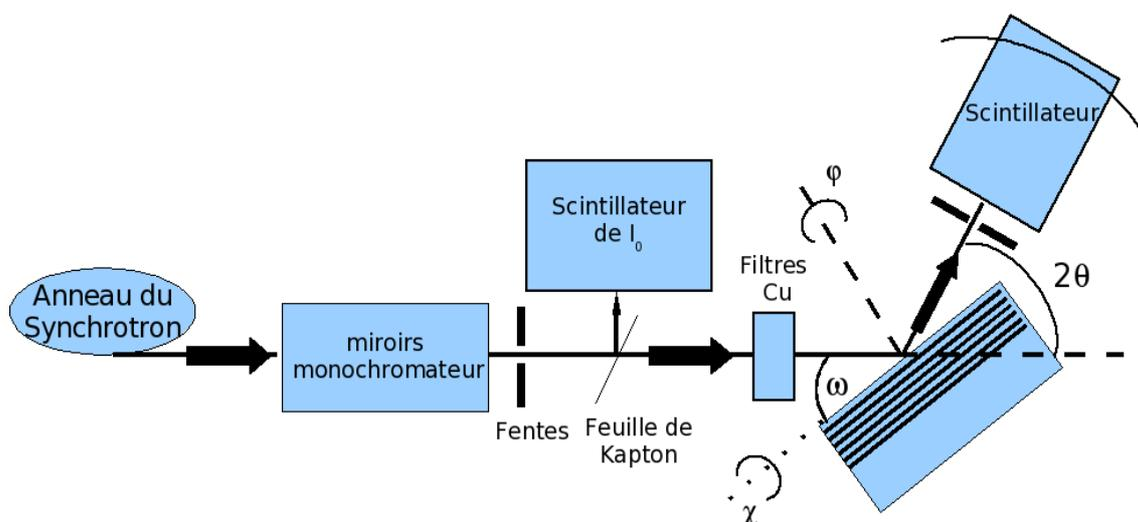 Anneau du
Synchrotron
miroirs
monochromateur
Fentes
Scintillateur
de I₀
Feuille de
Kapton
Filtres
Cu
φ
ω
χ
Scintillateur
2θ